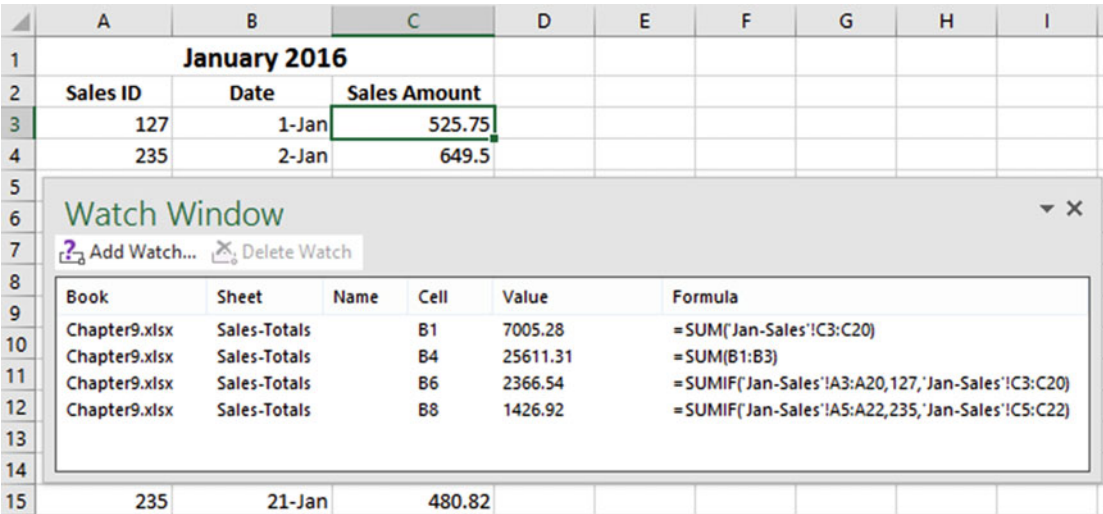 A B C D E F G H I
1 January 2016
2 Sales ID Date Sales Amount
3 127 1-Jan 525.75
4 235 2-Jan 649.5
5
6 Watch Window
7 Add Watch... Delete Watch
8
9
10
11
12
13
14
Book Sheet Name Cell Value Formula
Chapter9.xlsx Sales-Totals B1 7005.28 =SUM('Jan-Sales'!C3:C20)
Chapter9.xlsx Sales-Totals B4 25611.31 =SUM(B1:B3)
Chapter9.xlsx Sales-Totals B6 2366.54 =SUMIF('Jan-Sales'!A3:A20,127,'Jan-Sales'!C3:C20)
Chapter9.xlsx Sales-Totals B8 1426.92 =SUMIF('Jan-Sales'!A5:A22,235,'Jan-Sales'!C5:C22)
15 235 21-Jan 480.82